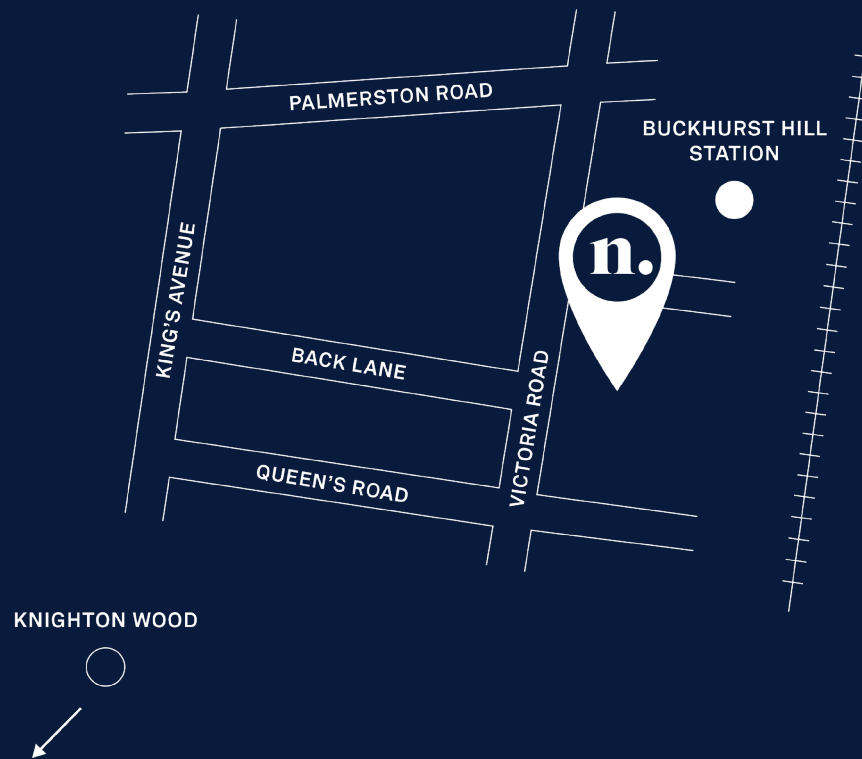 PALMERSTON ROAD
BUCKHURST HILL
STATION
KING'S AVENUE
n.
BACK LANE
VICTORIA ROAD
QUEEN'S ROAD
KNIGHTON WOOD